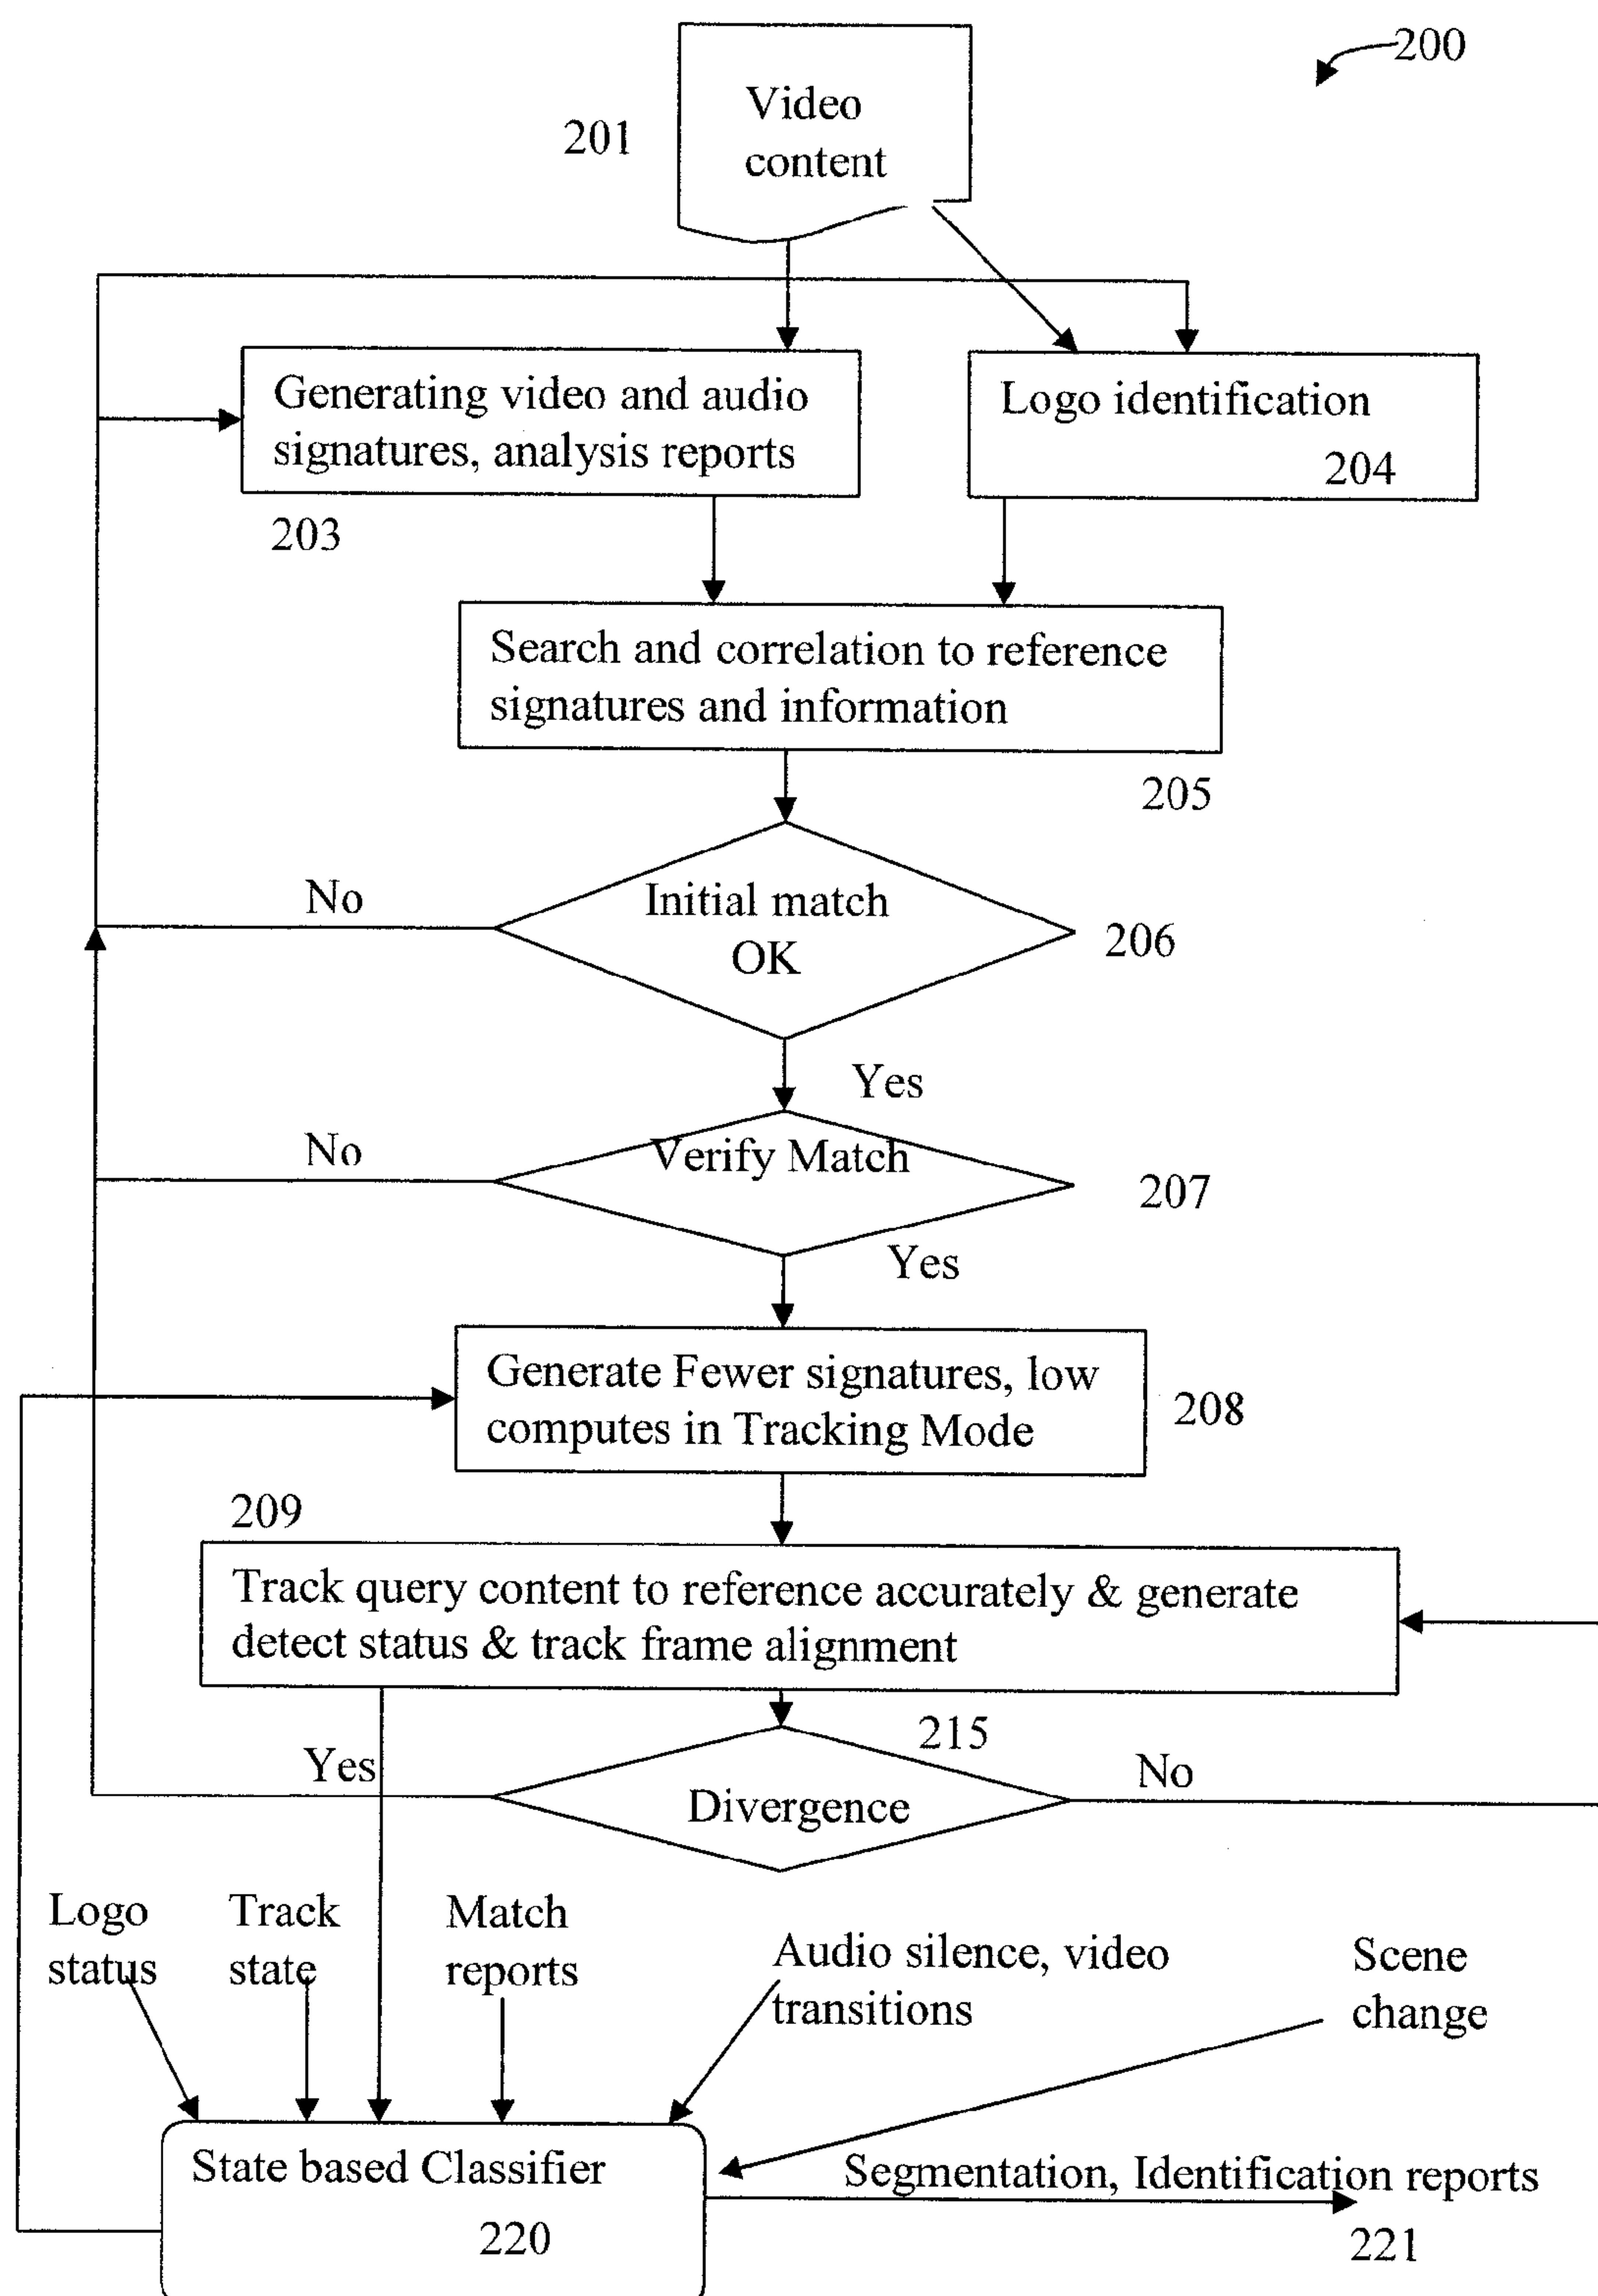 200
Video
content
201
Generating video and audio
signatures, analysis reports
203
Logo identification
204
Search and correlation to reference
signatures and information
205
No
Initial match
OK
206
Yes
No
Verify Match
207
Yes
Generate Fewer signatures, low
computes in Tracking Mode
208
209
Track query content to reference accurately & generate
detect status & track frame alignment
215
Yes
Divergence
No
Logo
status
Track
state
Match
reports
Audio silence, video
transitions
Scene
change
State based Classifier
220
Segmentation, Identification reports
221